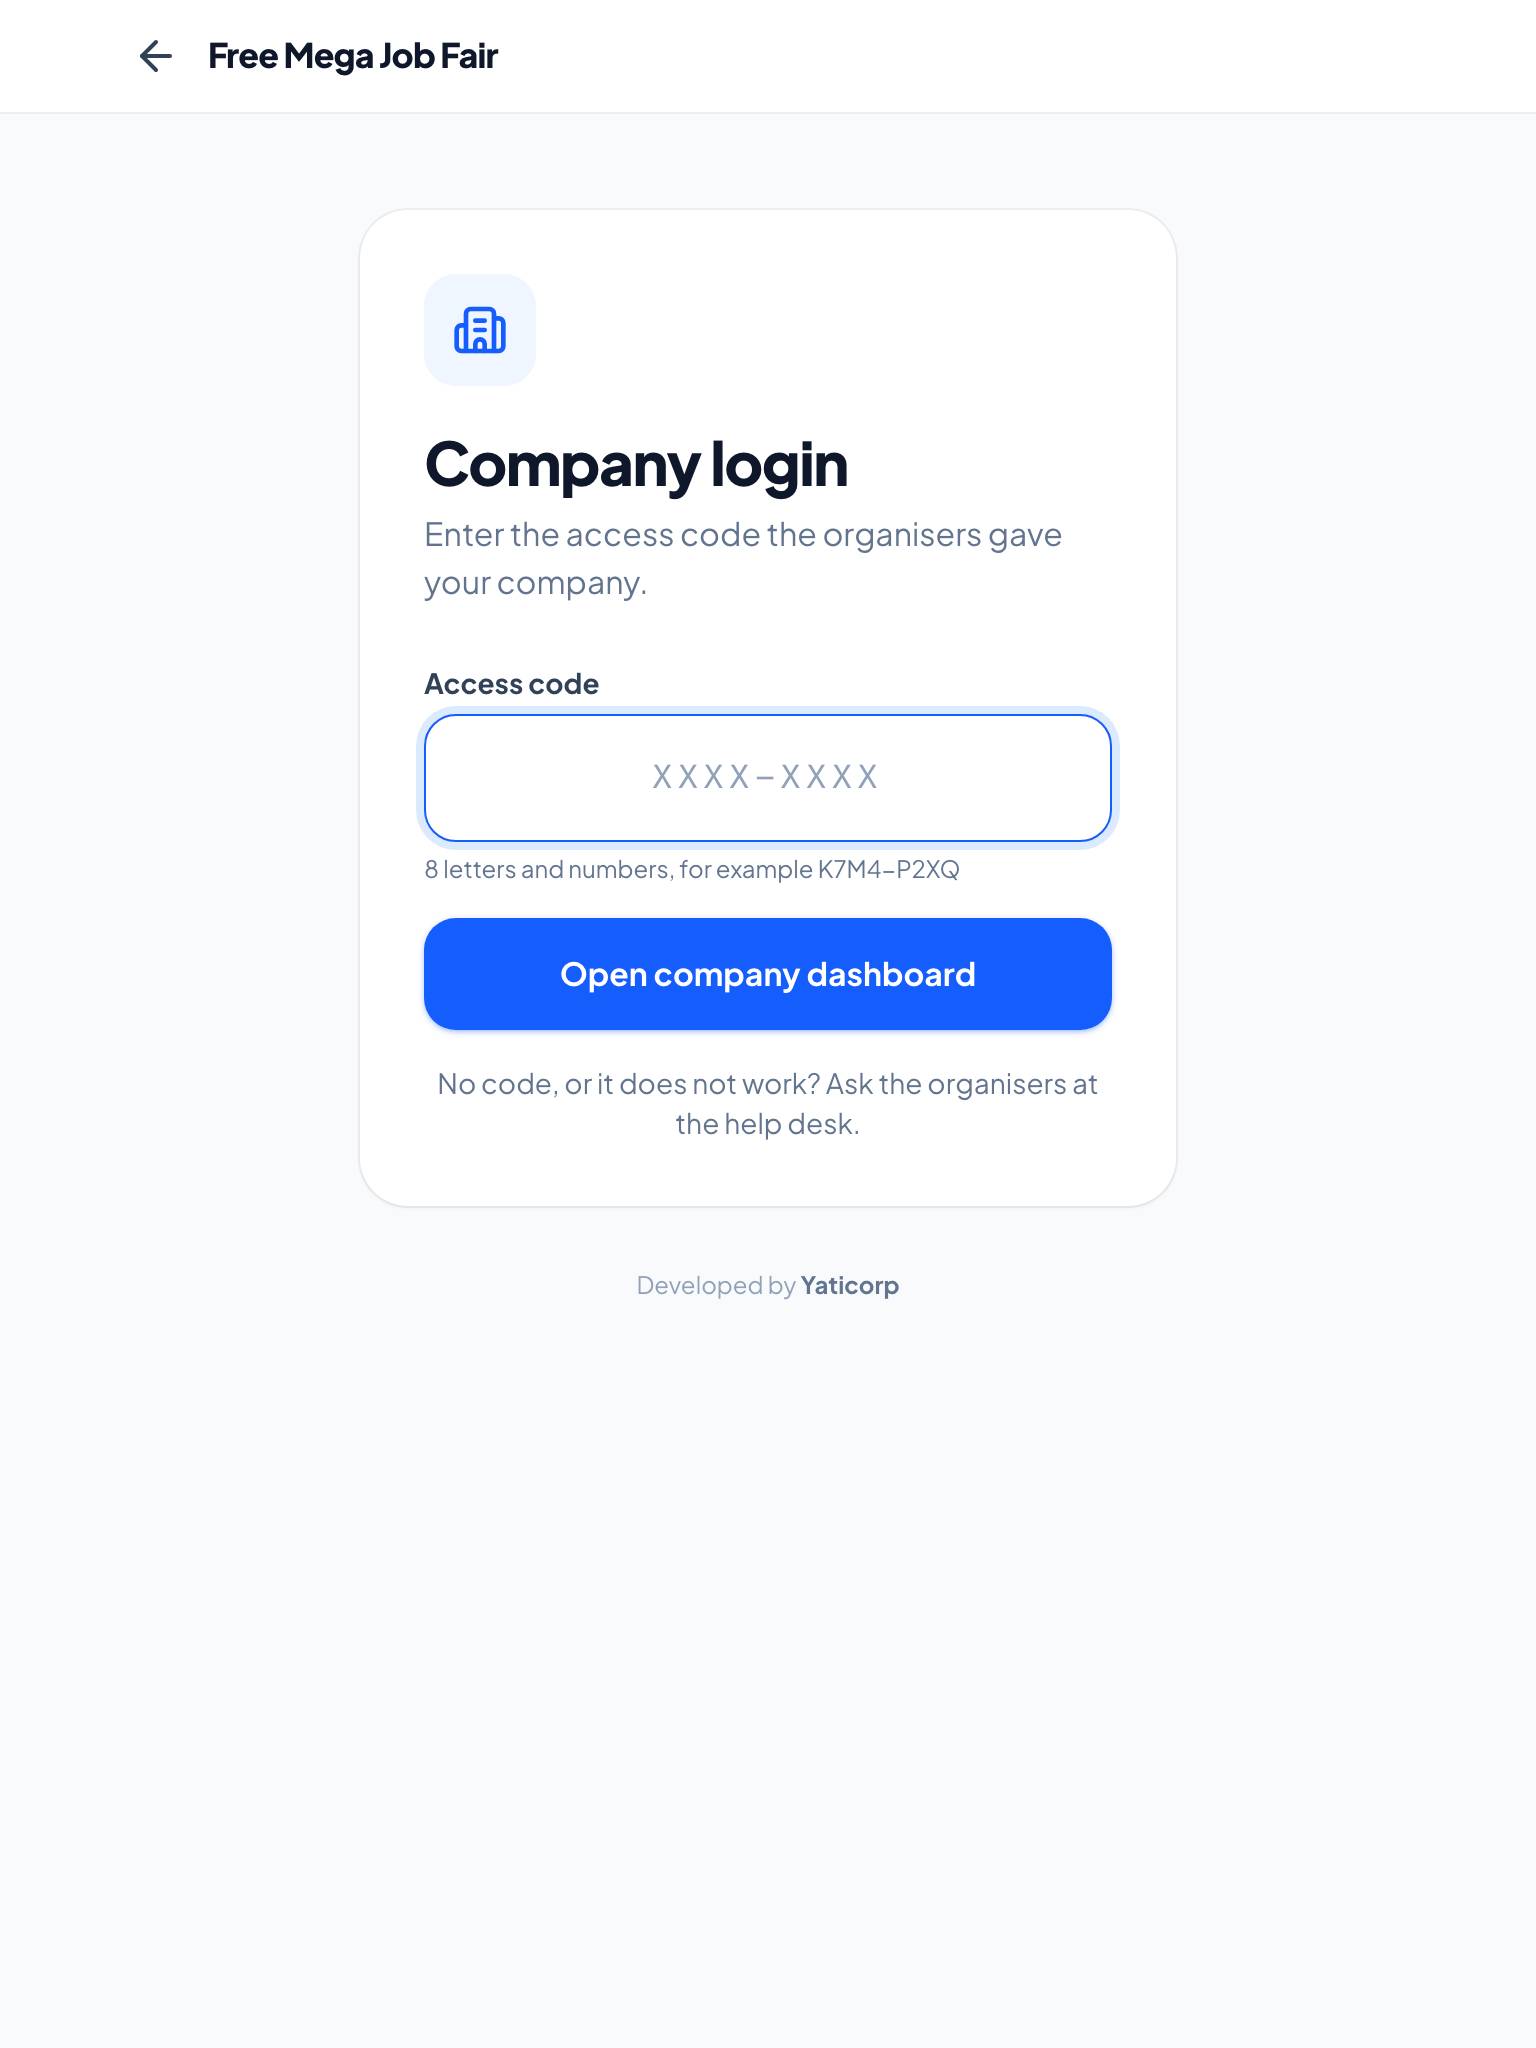 Free Mega Job Fair
Company login
Enter the access code the organisers gave
your company.
Access code
XXXX-XXXX
8 letters and numbers, for example K7M4-P2XQ
Open company dashboard
No code, or it does not work? Ask the organisers at
the help desk.
Developed by Yaticorp